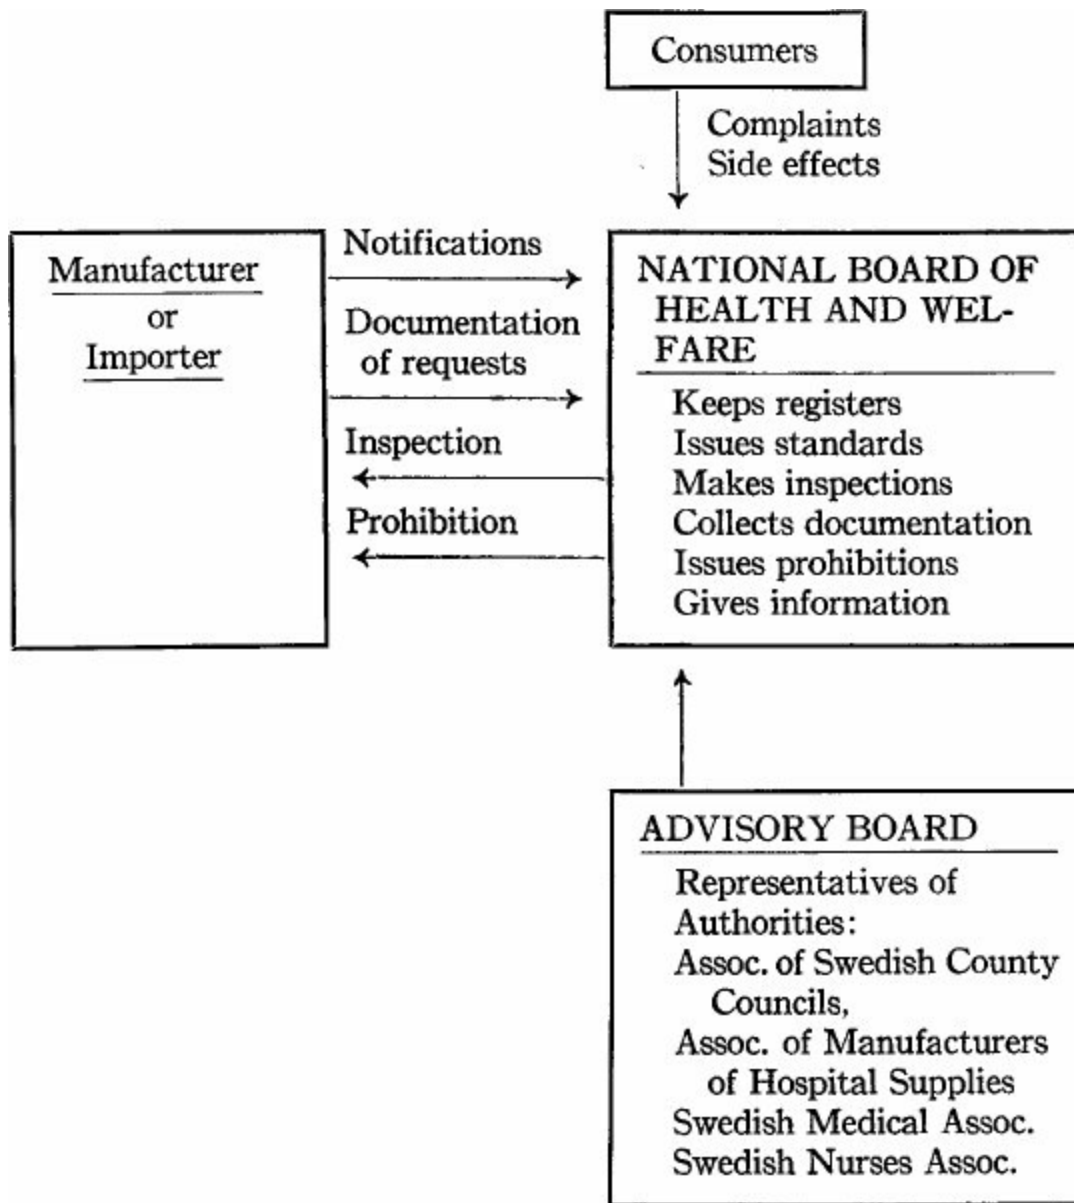 Consumers
Complaints
Side effects
Manufacturer
or
Importer
Notifications
Documentation
of requests
Inspection
Prohibition
NATIONAL BOARD OF
HEALTH AND WEL-
FARE
Keeps registers
Issues standards
Makes inspections
Collects documentation
Issues prohibitions
Gives information
ADVISORY BOARD
Representatives of
Authorities:
Assoc. of Swedish County
Councils,
Assoc. of Manufacturers
of Hospital Supplies
Swedish Medical Assoc.
Swedish Nurses Assoc.